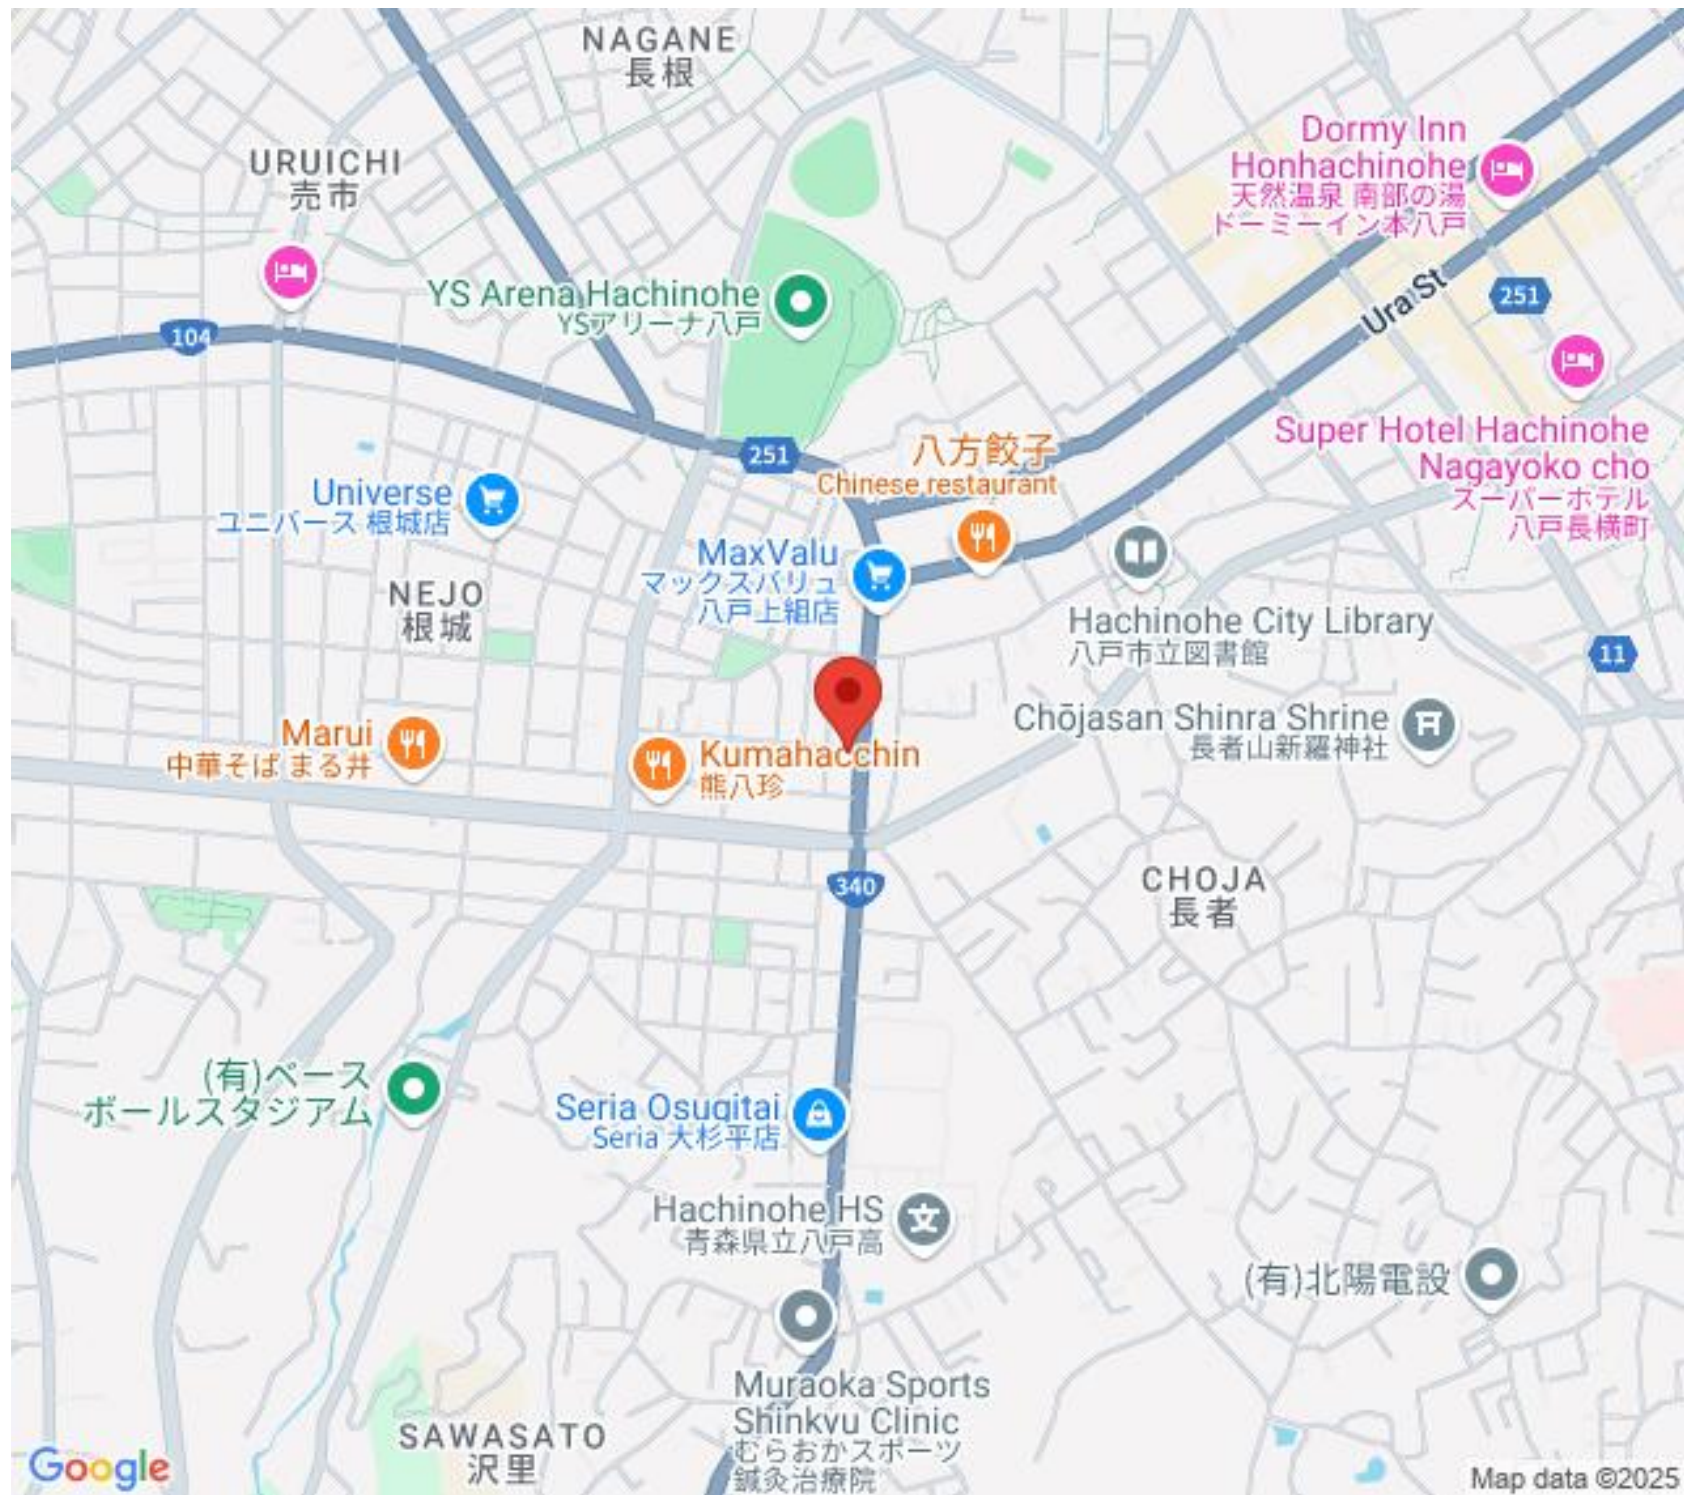 NAGANE
長根
Dormy Inn
Honhachinohe
天然温泉 南部の湯
ドーミーイン本八戸
URUICHI
売市
YS Arena Hachinohe
YSアリーナ八戸
251
Ura St
104
Super Hotel Hachinohe
Nagayoko cho
スーパーホテル
八戸長横町
251
八方餃子
Chinese restaurant
Universe
ユニバース 根城店
MaxValu
マックスバリュ
八戸上組店
NEJO
根城
Hachinohe City Library
八戸市立図書館
11
Chōjasan Shinra Shrine
長者山新羅神社
Marui
中華そば まる井
Kumahacchin
熊八珍
340
CHOJA
長者
(有)ベース
ボールスタジアム
Seria Osugitai
Seria 大杉平店
Hachinohe HS
青森県立八戸高
文
(有)北陽電設
Muraoka Sports
Shinkyu Clinic
むらおかスポーツ
鍼灸治療院
SAWASATO
沢里
Google
Map data ©2025